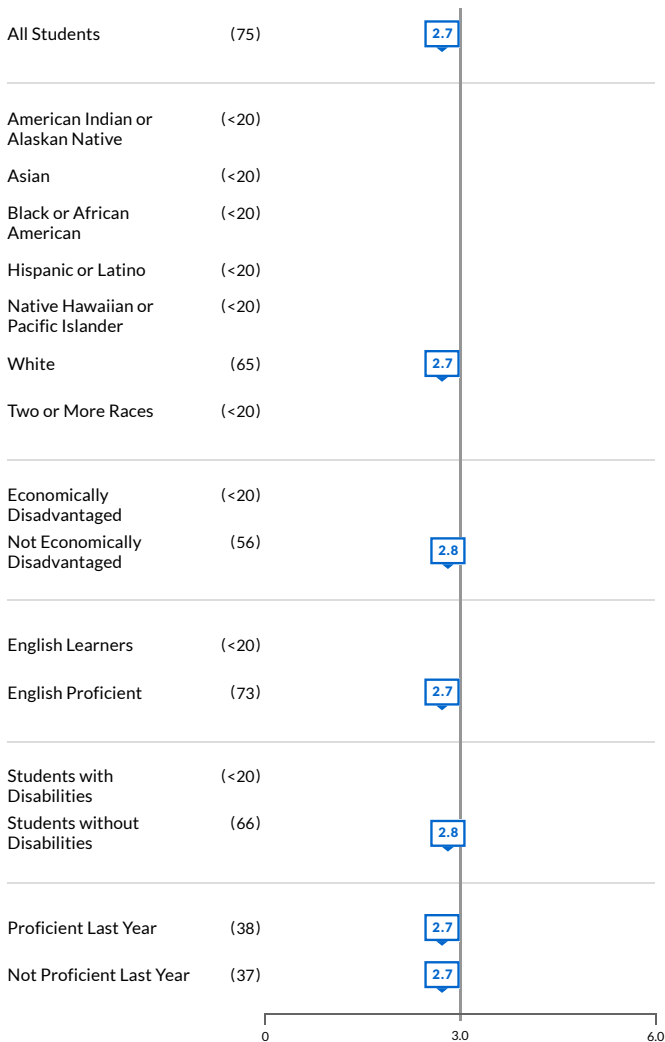 All Students (75) 2.7
American Indian or (<20)
Alaskan Native
Asian (<20)
Black or African (<20)
American
Hispanic or Latino (<20)
Native Hawaiian or (<20)
Pacific Islander
White (65) 2.7
Two or More Races (<20)
Economically (<20)
Disadvantaged
Not Economically (56) 2.8
Disadvantaged
English Learners (<20)
English Proficient (73) 2.7
Students with (<20)
Disabilities
Students without (66) 2.8
Disabilities
Proficient Last Year (38) 2.7
Not Proficient Last Year (37) 2.7
0 3.0 6.0